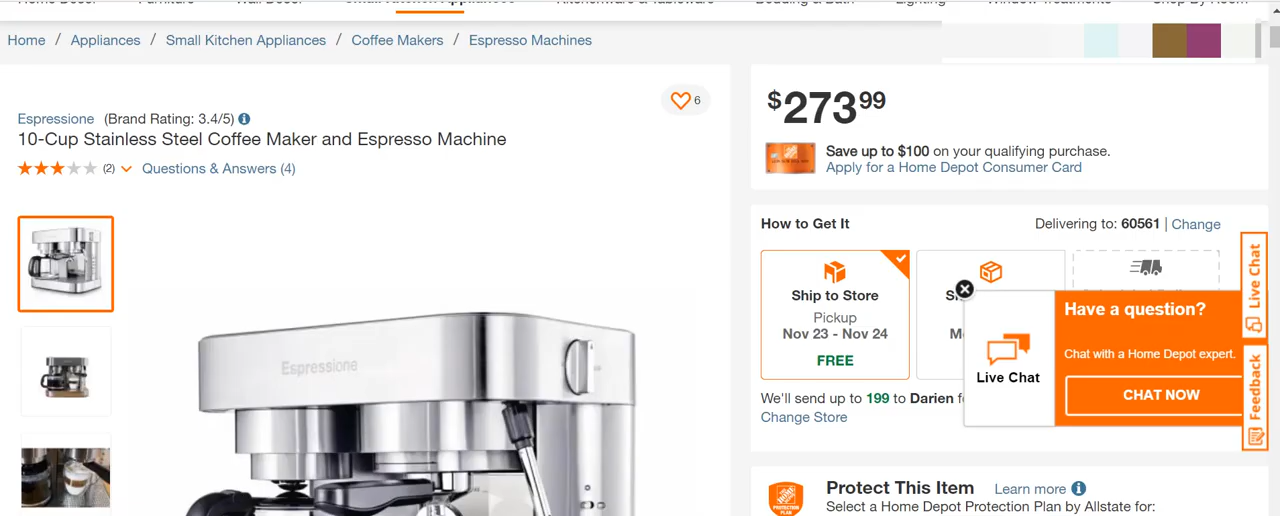 Small Kitchen Appliances
Home / Appliances / Small Kitchen Appliances / Coffee Makers / Espresso Machines
6
Espressione (Brand Rating: 3.4/5)
10-Cup Stainless Steel Coffee Maker and Espresso Machine
(2) Questions & Answers (4)
Espressione
$273 99
Save up to $100 on your qualifying purchase.
Apply for a Home Depot Consumer Card
How to Get It
Delivering to: 60561 | Change
Ship to Store
Pickup
Nov 23 - Nov 24
FREE
We'll send up to 199 to Darien
Change Store
Live Chat
Have a question?
Chat with a Home Depot expert.
CHAT NOW
Live Chat
Feedback
Protect This Item Learn more
Select a Home Depot Protection Plan by Allstate for: